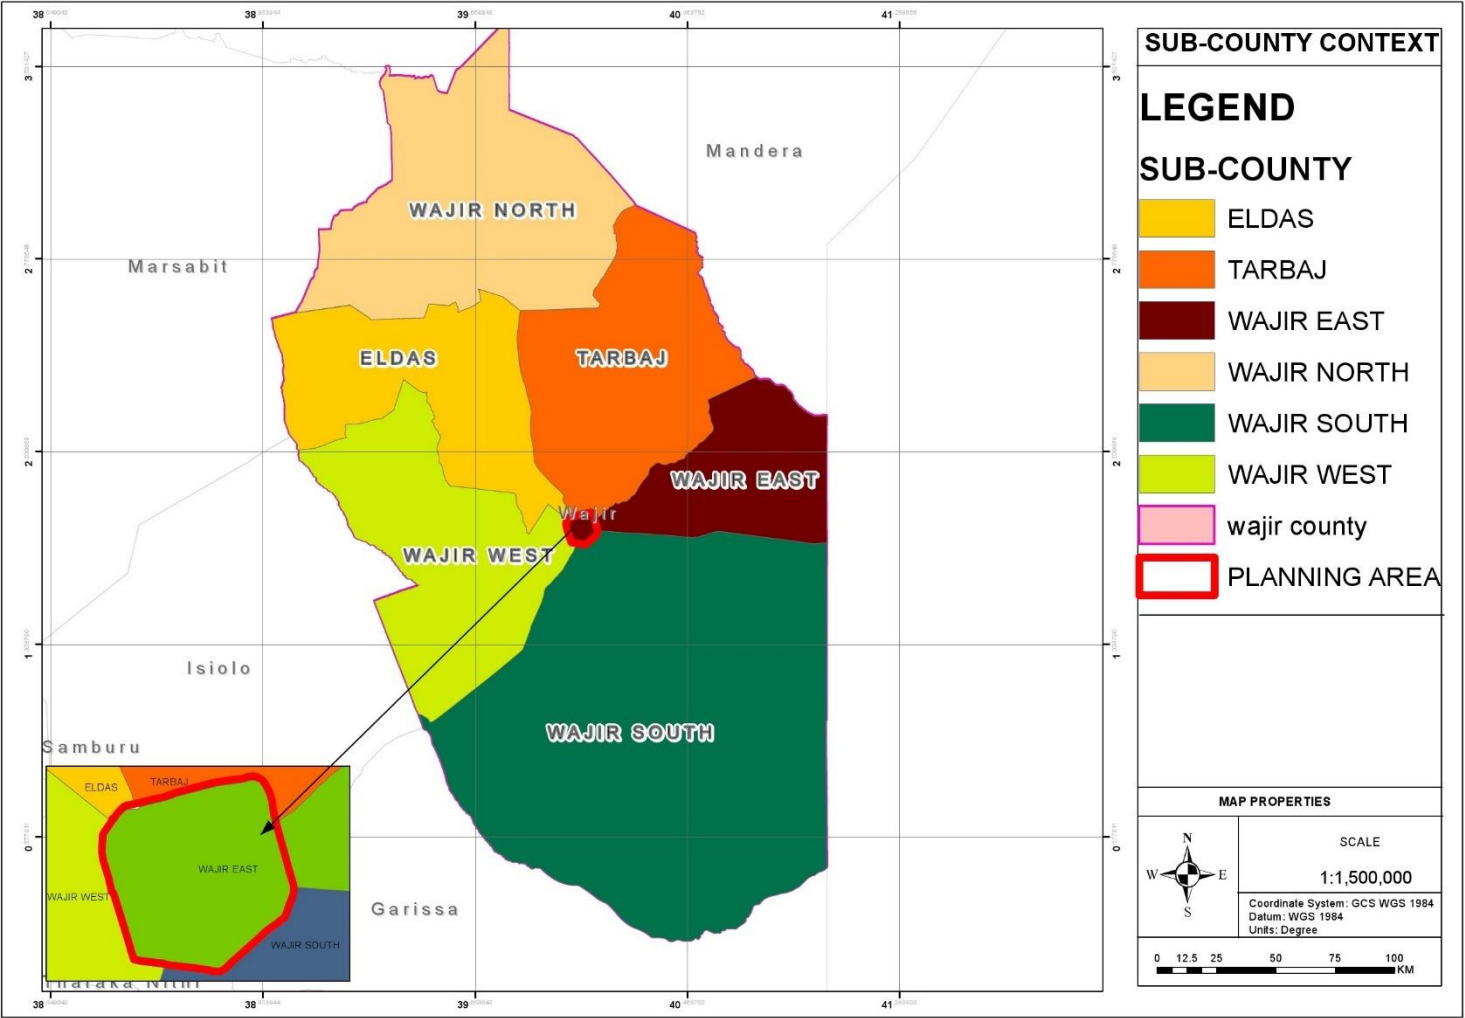 38 38 39 40 41
SUB-COUNTY CONTEXT
LEGEND
SUB-COUNTY
ELDAS
TARBAJ
WAJIR EAST
WAJIR NORTH
WAJIR SOUTH
WAJIR WEST
wajir county
PLANNING AREA
MAP PROPERTIES
N
W E
S
SCALE
1:1,500,000
Coordinate System: GCS WGS 1984
Datum: WGS 1984
Units: Degree
0 12.5 25 50 75 100
KM
3 3
Mandera
WAJIR NORTH
Marsabit
2 2
ELDAS TARBAJ
2 2
WAJIR EAST
Wajir
WAJIR WEST
1 1
Isiolo
WAJIR SOUTH
Samburu
ELDAS TARBAJ
0 0
WAJIR EAST
WAJIR WEST
Garissa
WAJIR SOUTH
38 38 39 40 41